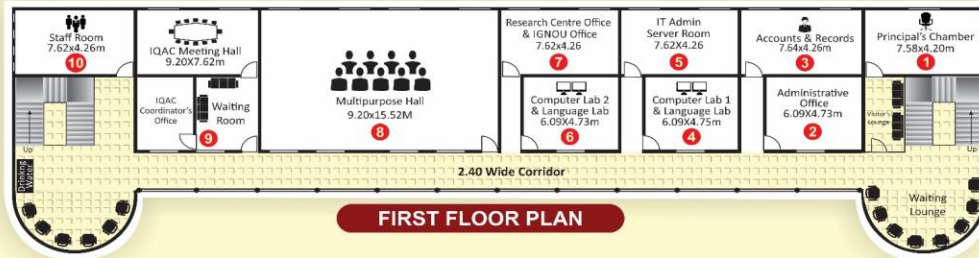 Staff Room
7.62x4.26m
10
IQAC Meeting Hall
9.20X7.62m
IQAC
Coordinator's
Office
Waiting
Room
9
Multipurpose Hall
9.20x15.52M
8
Research Centre Office
& IGNOU Office
7.62x4.26
7
Computer Lab 2
& Language Lab
6.09X4.73m
6
IT Admin
Server Room
7.62X4.26
5
Computer Lab 1
& Language Lab
6.09X4.75m
4
Accounts & Records
7.64x4.26m
3
Administrative
Office
6.09X4.73m
2
Principal's Chamber
7.58x4.20m
1
Visitor's
Lounge
Up
Up
Drinkng
Water
2.40 Wide Corridor
Waiting
Lounge
FIRST FLOOR PLAN